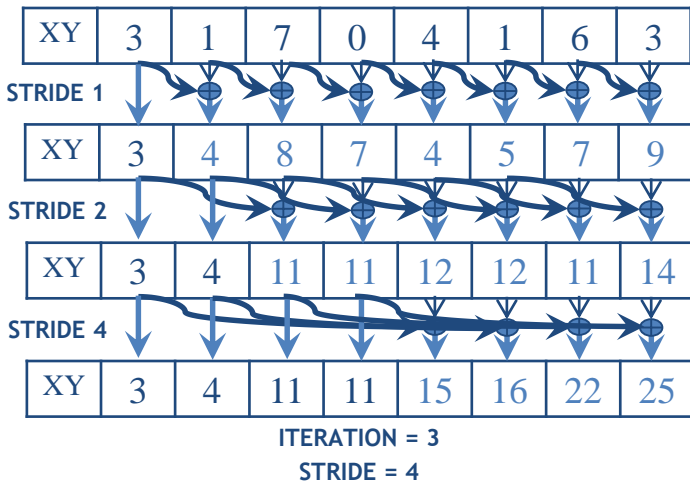 XY 3 1 7 0 4 1 6 3
STRIDE 1
XY 3 4 8 7 4 5 7 9
STRIDE 2
XY 3 4 11 11 12 12 11 14
STRIDE 4
XY 3 4 11 11 15 16 22 25
ITERATION = 3
STRIDE = 4